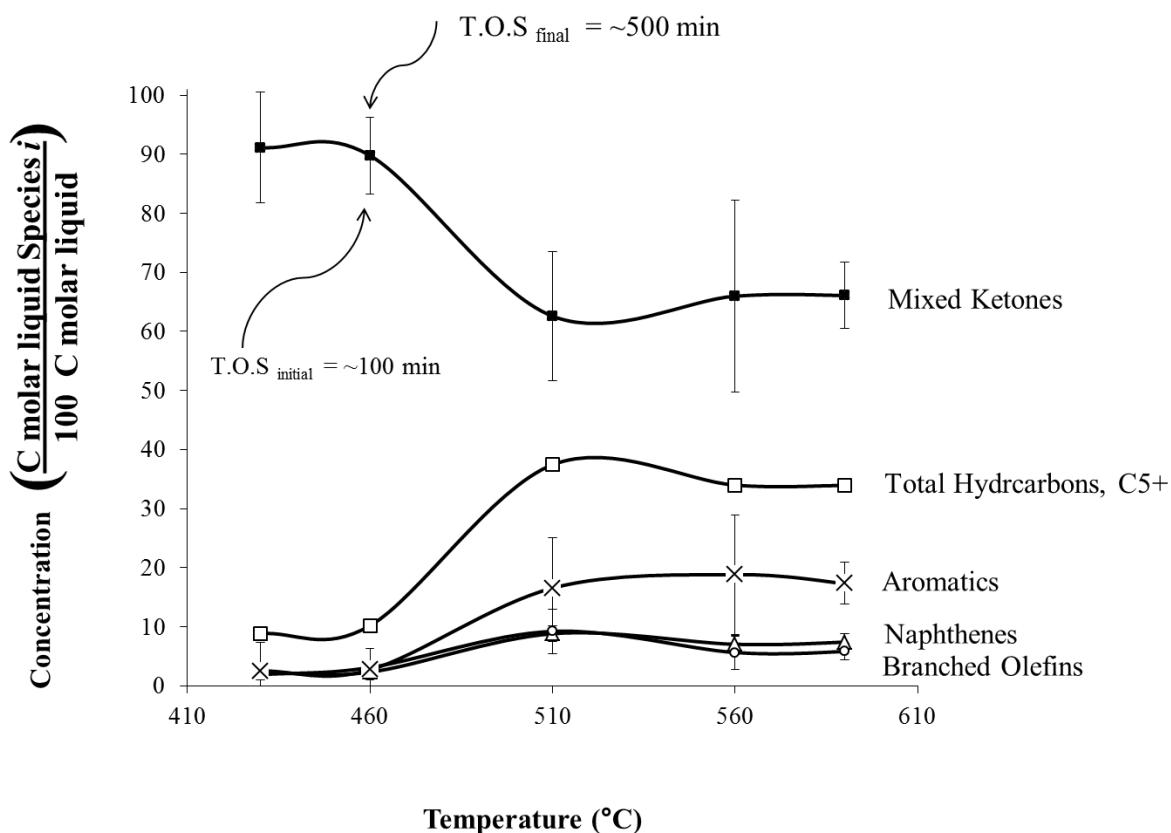 T.O.S final = ~500 min
100
90
80
70
60
50
40
30
20
10
0
Concentration ( C molar liquid Species i / 100 C molar liquid )
T.O.S initial = ~100 min
Mixed Ketones
Total Hydrcarbons, C5+
Aromatics
Naphthenes
Branched Olefins
410 460 510 560 610
Temperature (°C)